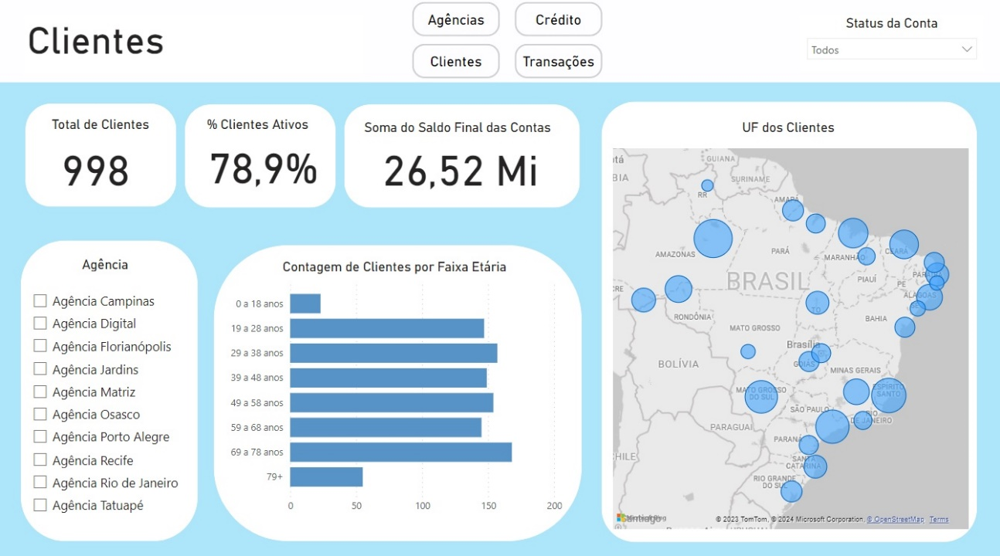 Clientes
Agências
Crédito
Clientes
Transações
Status da Conta
Todos
Total de Clientes
998
% Clientes Ativos
78,9%
Soma do Saldo Final das Contas
26,52 Mi
Agência
Agência Campinas
Agência Digital
Agência Florianópolis
Agência Jardins
Agência Matriz
Agência Osasco
Agência Porto Alegre
Agência Recife
Agência Rio de Janeiro
Agência Tatuapé
Contagem de Clientes por Faixa Etária
0 a 18 anos
19 a 28 anos
29 a 38 anos
39 a 48 anos
49 a 58 anos
59 a 68 anos
69 a 78 anos
79+
0
50
100
150
200
UF dos Clientes
GUIANA
SURINAME
RR
AMAPÁ
AMAZONAS
PARÁ
MARANHÃO
CEARÁ
BRASIL
PIAUÍ
PE
ALAGOAS
CRE
TO
RONDÔNIA
BAHIA
MATO GROSSO
Brasília
GOIÁS
BOLÍVIA
MINAS GERAIS
MATO GROSSO
DO SUL
ESPÍRITO
SANTO
SÃO PAULO
RIO
DE JANEIRO
PARAGUAI
PARANÁ
HILE
SANTA
CATARINA
RIO GRANDE
DO SUL
Santiago
© 2023 TomTom, © 2024 Microsoft Corporation, © OpenStreetMap Terms